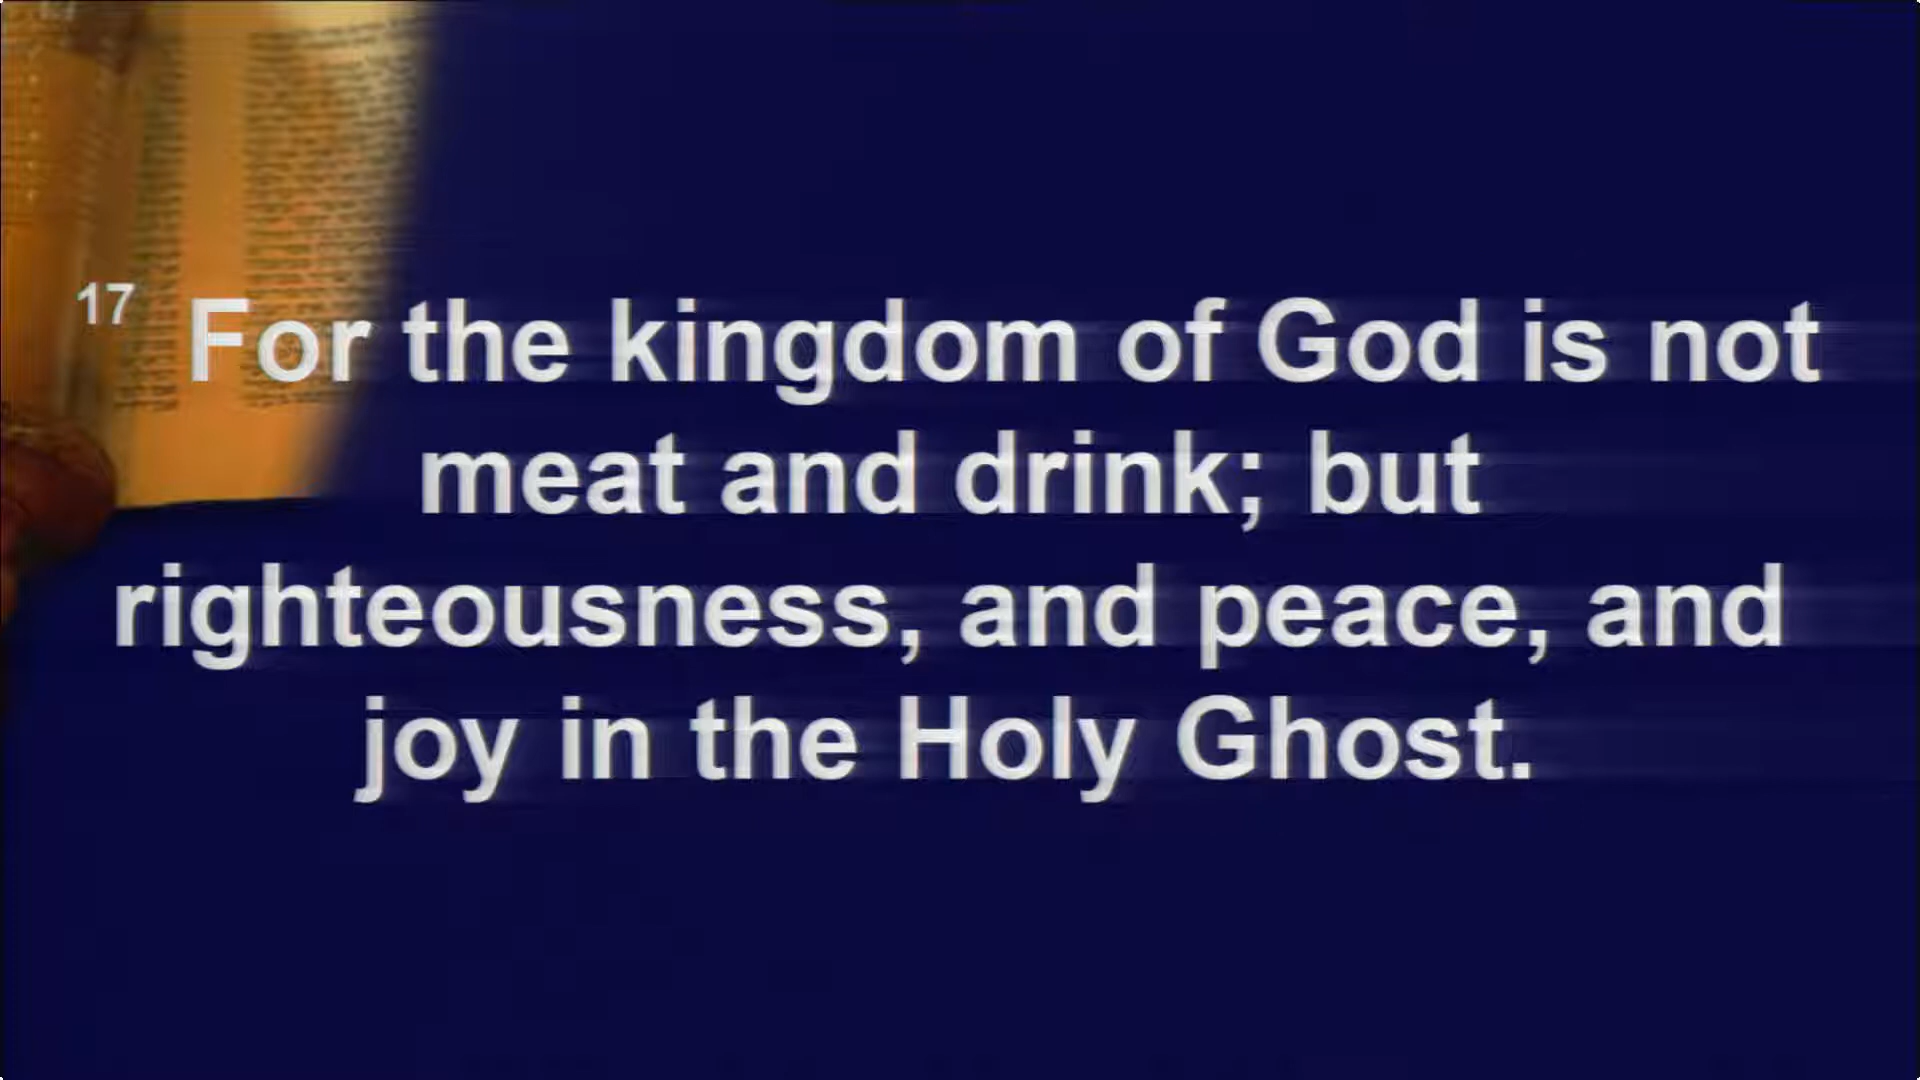 17 For the kingdom of God is not
meat and drink; but
righteousness, and peace, and
joy in the Holy Ghost.